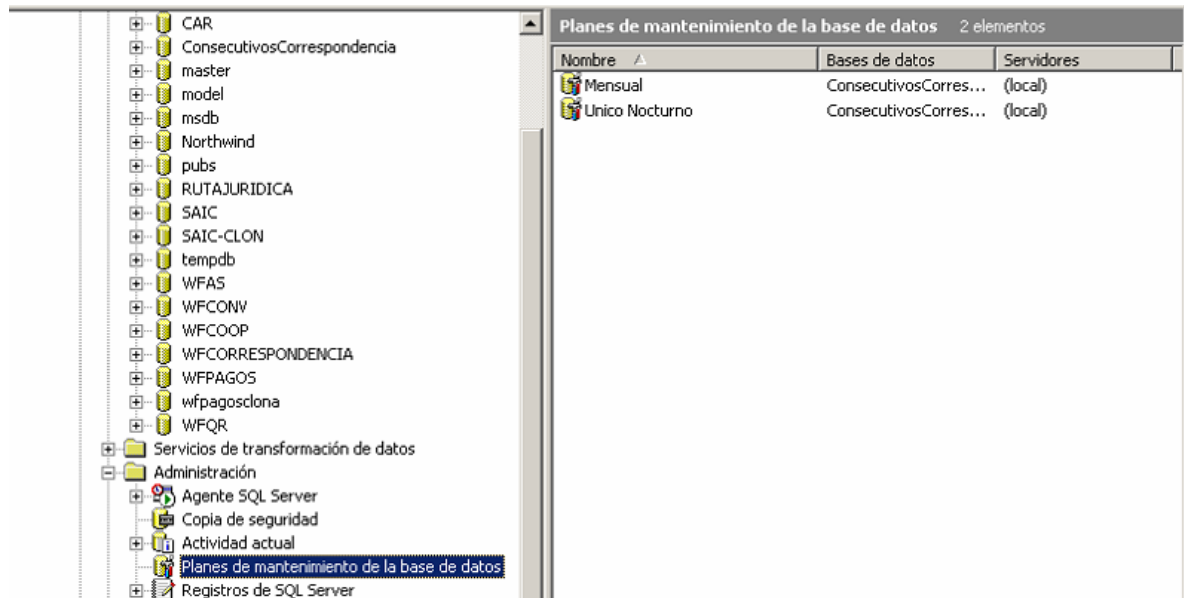 CAR
ConsecutivosCorrespondencia
master
model
msdb
Northwind
pubs
RUTAJURIDICA
SAIC
SAIC-CLON
tempdb
WFAS
WFCONV
WFCOOP
WFCORRESPONDENCIA
WFPAGOS
wfpagosclona
WFQR
Servicios de transformación de datos
Administración
Agente SQL Server
Copia de seguridad
Actividad actual
Planes de mantenimiento de la base de datos
Registros de SQL Server
Planes de mantenimiento de la base de datos 2 elementos
Nombre Bases de datos Servidores
Mensual ConsecutivosCorres... (local)
Unico Nocturno ConsecutivosCorres... (local)